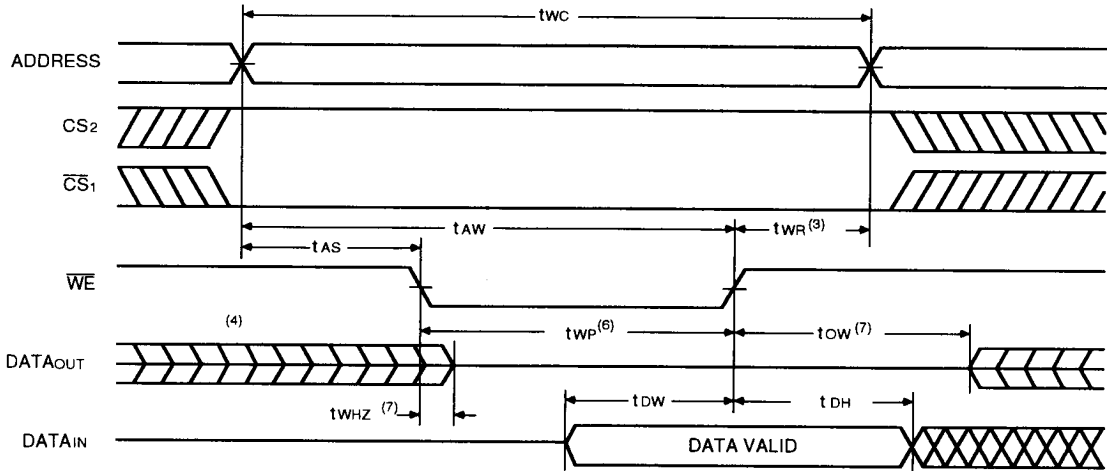 tWC
ADDRESS
CS2
CS1
tAW
tWR(3)
tAS
WE
(4)
tWP(6)
tOW(7)
DATAOUT
tWHZ (7)
tDW
tDH
DATAIN
DATA VALID